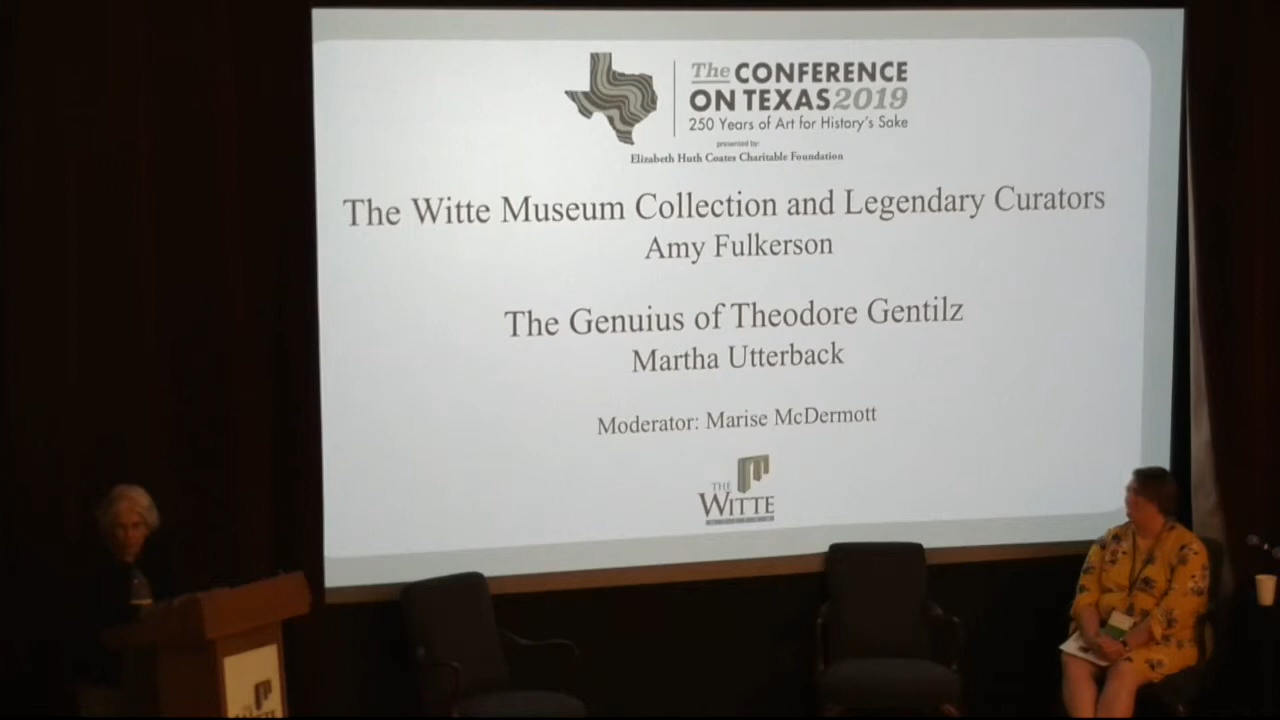 The CONFERENCE
ON TEXAS 2019
250 Years of Art for History's Sake
presented by:
Elizabeth Huth Coates Charitable Foundation
The Witte Museum Collection and Legendary Curators
Amy Fulkerson
The Genuius of Theodore Gentilz
Martha Utterback
Moderator: Marise McDermott
THE
WITTE